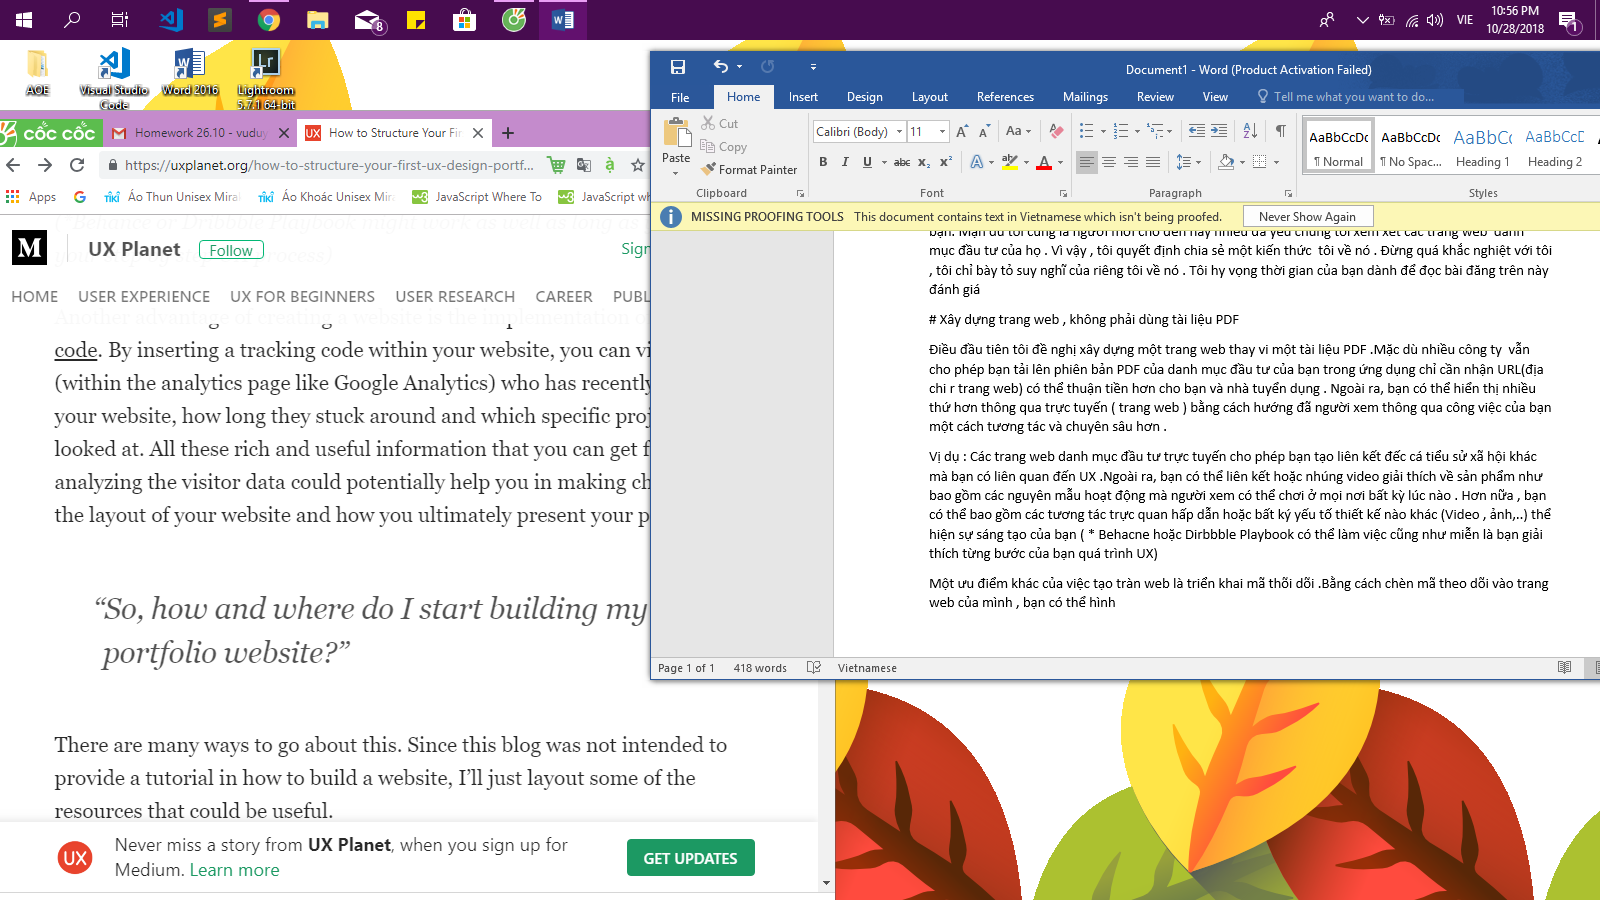 8
VIE
10:56 PM
10/28/2018
1
AOE
Visual Studio Code
Word 2016
Lightroom 5.7.1 64-bit
CỐC CỐC
Homework 26.10 - vuduy
How to Structure Your Fir
https://uxplanet.org/how-to-structure-your-first-ux-design-portf...
Apps
Áo Thun Unisex Mirak
Áo Khoác Unisex Mira
JavaScript Where To
JavaScript wh
(*Behance or Dribbble Playbook might work as well as long as
UX Planet
Follow
Sign
HOME
USER EXPERIENCE
UX FOR BEGINNERS
USER RESEARCH
CAREER
PUBL
Another advantage of creating a website is the implementation o
code. By inserting a tracking code within your website, you can vi
(within the analytics page like Google Analytics) who has recently
your website, how long they stuck around and which specific proj
looked at. All these rich and useful information that you can get f
analyzing the visitor data could potentially help you in making ch
the layout of your website and how you ultimately present your p
“So, how and where do I start building my
portfolio website?”
There are many ways to go about this. Since this blog was not intended to
provide a tutorial in how to build a website, I’ll just layout some of the
resources that could be useful.
UX
Never miss a story from UX Planet, when you sign up for
Medium. Learn more
GET UPDATES
Document1 - Word (Product Activation Failed)
File
Home
Insert
Design
Layout
References
Mailings
Review
View
Tell me what you want to do...
Paste
Cut
Copy
Format Painter
Clipboard
Calibri (Body)
11
Font
Paragraph
AaBbCcDc
¶ Normal
AaBbCcDc
¶ No Spac...
AaBbCc
Heading 1
AaBbCcD
Heading 2
Styles
MISSING PROOFING TOOLS This document contains text in Vietnamese which isn't being proofed.
Never Show Again
bạn. Mặn dù tôi cũng là người mới cho đến nay nhiều đã yêu chúng tôi xem xét các trang web danh
mục đầu tư của họ . Vì vậy , tôi quyết định chia sẻ một kiến thức tôi về nó . Đừng quá khắc nghiệt với tôi
, tôi chỉ bày tỏ suy nghĩ của riêng tôi về nó . Tôi hy vọng thời gian của bạn dành để đọc bài đăng trên này
đánh giá
# Xây dựng trang web , không phải dùng tài liệu PDF
Điều đầu tiên tôi đề nghị xây dựng một trang web thay vi một tài liệu PDF .Mặc dù nhiều công ty vẫn
cho phép bạn tải lên phiên bản PDF của danh mục đầu tư của bạn trong ứng dụng chỉ cần nhận URL(địa
chi r trang web) có thể thuận tiền hơn cho bạn và nhà tuyển dụng . Ngoài ra, bạn có thể hiển thị nhiều
thứ hơn thông qua trực tuyến ( trang web ) bằng cách hướng đã người xem thông qua công việc của bạn
một cách tương tác và chuyên sâu hơn .
Vị dụ : Các trang web danh mục đầu tư trực tuyến cho phép bạn tạo liên kết đếc cá tiểu sử xã hội khác
mà bạn có liên quan đến UX .Ngoài ra, bạn có thể liên kết hoặc nhúng video giải thích về sản phẩm như
bao gồm các nguyên mẫu hoạt động mà người xem có thể chơi ở mọi nơi bất kỳ lúc nào . Hơn nữa , bạn
có thể bao gồm các tương tác trực quan hấp dẫn hoặc bất ký yếu tố thiết kế nào khác (Video , ảnh,..) thể
hiện sự sáng tạo của bạn ( * Behacne hoặc Dirbbble Playbook có thể làm việc cũng như miễn là bạn giải
thích từng bước của bạn quá trình UX)
Một ưu điểm khác của việc tạo tràn web là triển khai mã thõi dõi .Bằng cách chèn mã theo dõi vào trang
web của mình , bạn có thể hình
Page 1 of 1
418 words
Vietnamese